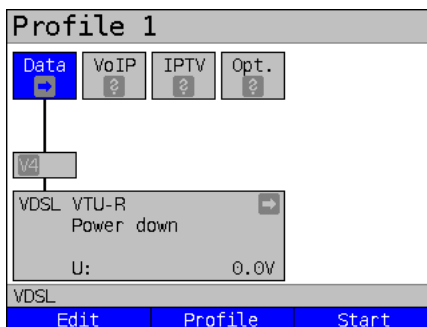 Profile 1
Data VoIP IPTV Opt.
? ? ?
V4
VDSL VTU-R
Power down
U: 0.0V
VDSL
Edit Profile Start